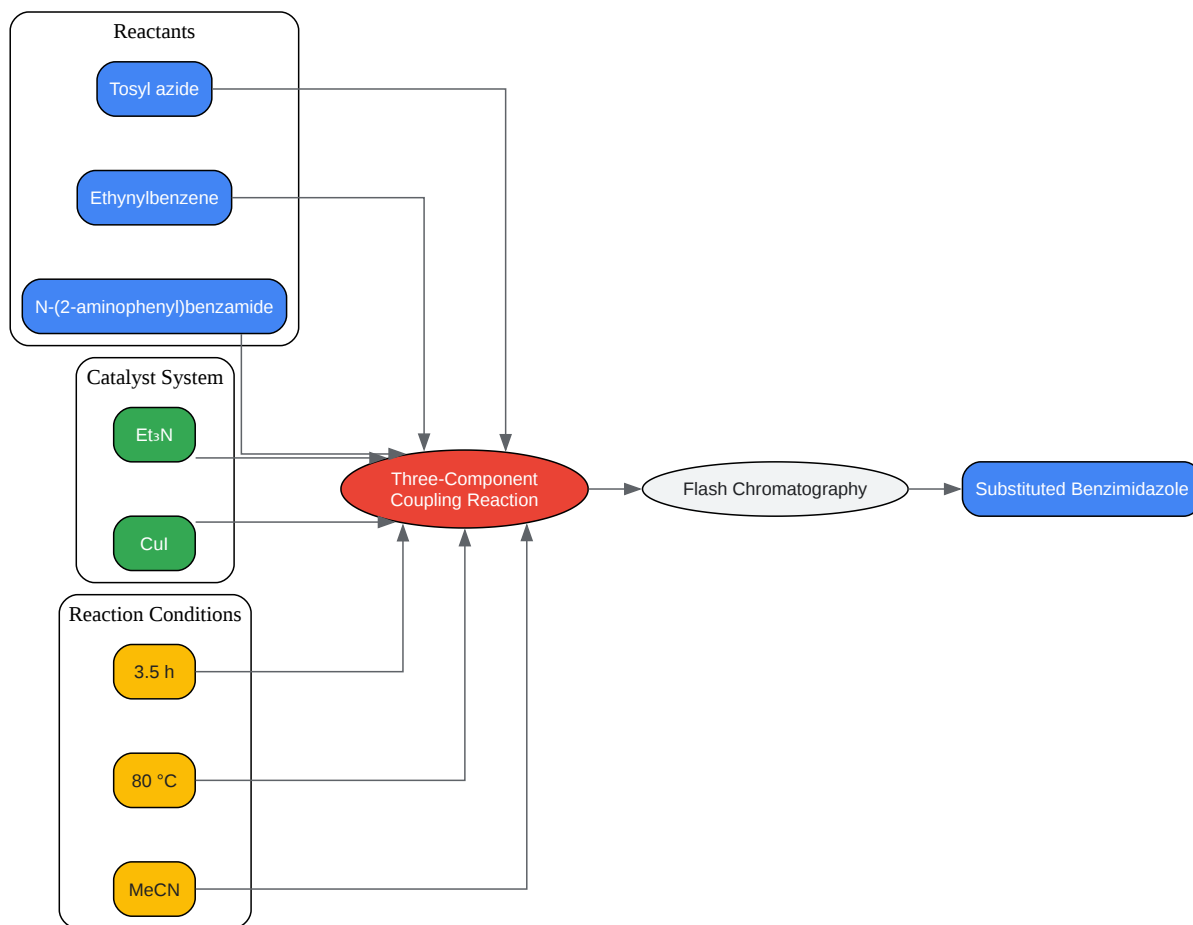 Reactants
Tosyl azide
Ethynylbenzene
N-(2-aminophenyl)benzamide
Catalyst System
Et₃N
CuI
Three-Component
Coupling Reaction
Flash Chromatography
Substituted Benzimidazole
Reaction Conditions
3.5 h
80 °C
MeCN